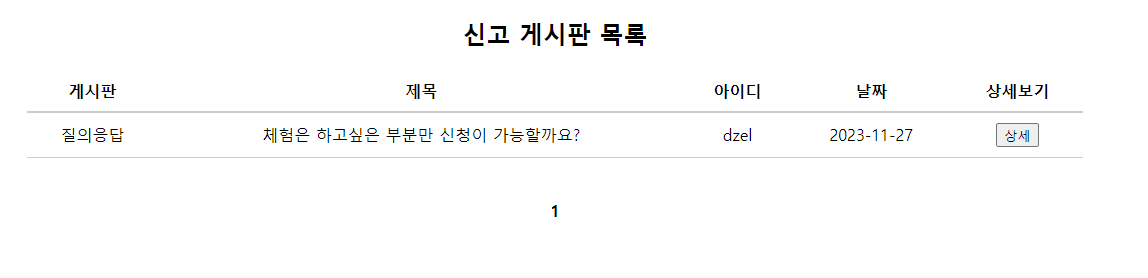 신고 게시판 목록
게시판 제목 아이디 날짜 상세보기
질의응답 체험은 하고싶은 부분만 신청이 가능할까요? dzel 2023-11-27 상세
1